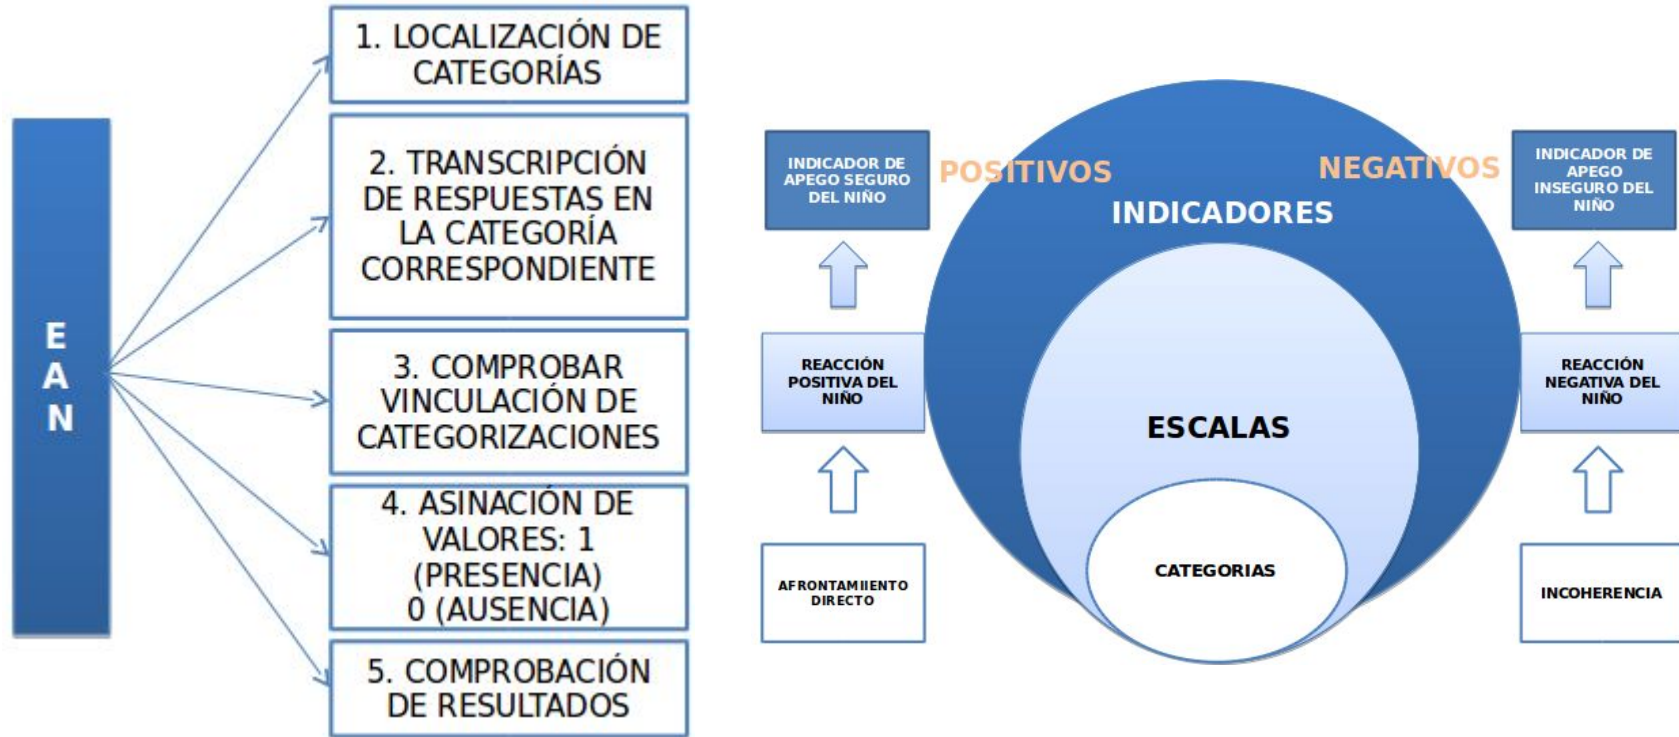 E
A
N
1. LOCALIZACIÓN DE
CATEGORÍAS
2. TRANSCRIPCIÓN
DE RESPUESTAS EN
LA CATEGORÍA
CORRESPONDIENTE
3. COMPROBAR
VINCULACIÓN DE
CATEGORIZACIONES
4. ASINACIÓN DE
VALORES: 1
(PRESENCIA)
0 (AUSENCIA)
5. COMPROBACIÓN
DE RESULTADOS
INDICADOR DE
APEGO SEGURO
DEL NIÑO
REACCIÓN
POSITIVA DEL
NIÑO
AFRONTAMIIENTO
DIRECTO
POSITIVOS
NEGATIVOS
INDICADORES
ESCALAS
CATEGORIAS
INDICADOR DE
APEGO
INSEGURO DEL
NIÑO
REACCIÓN
NEGATIVA DEL
NIÑO
INCOHERENCIA